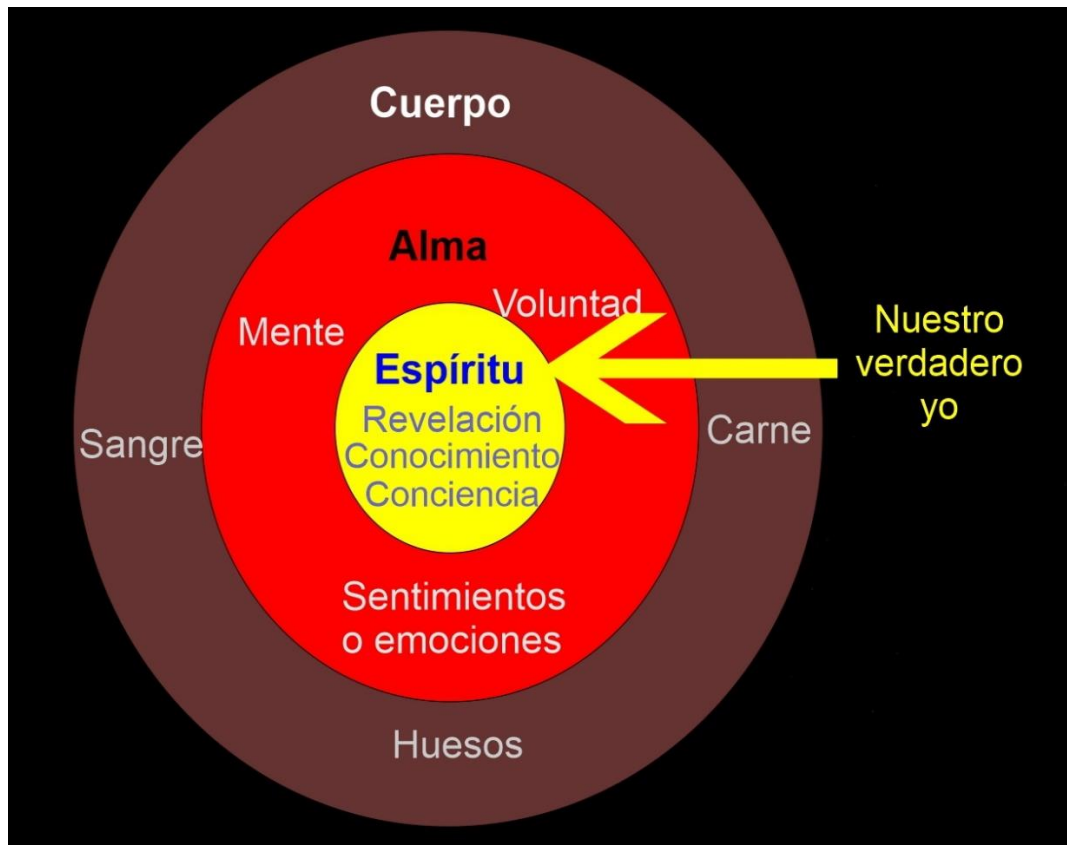 Cuerpo
Alma
Voluntad
Mente
Nuestro
verdadero
yo
Espíritu
Revelación
Conocimiento
Conciencia
Sangre
Carne
Sentimientos
o emociones
Huesos